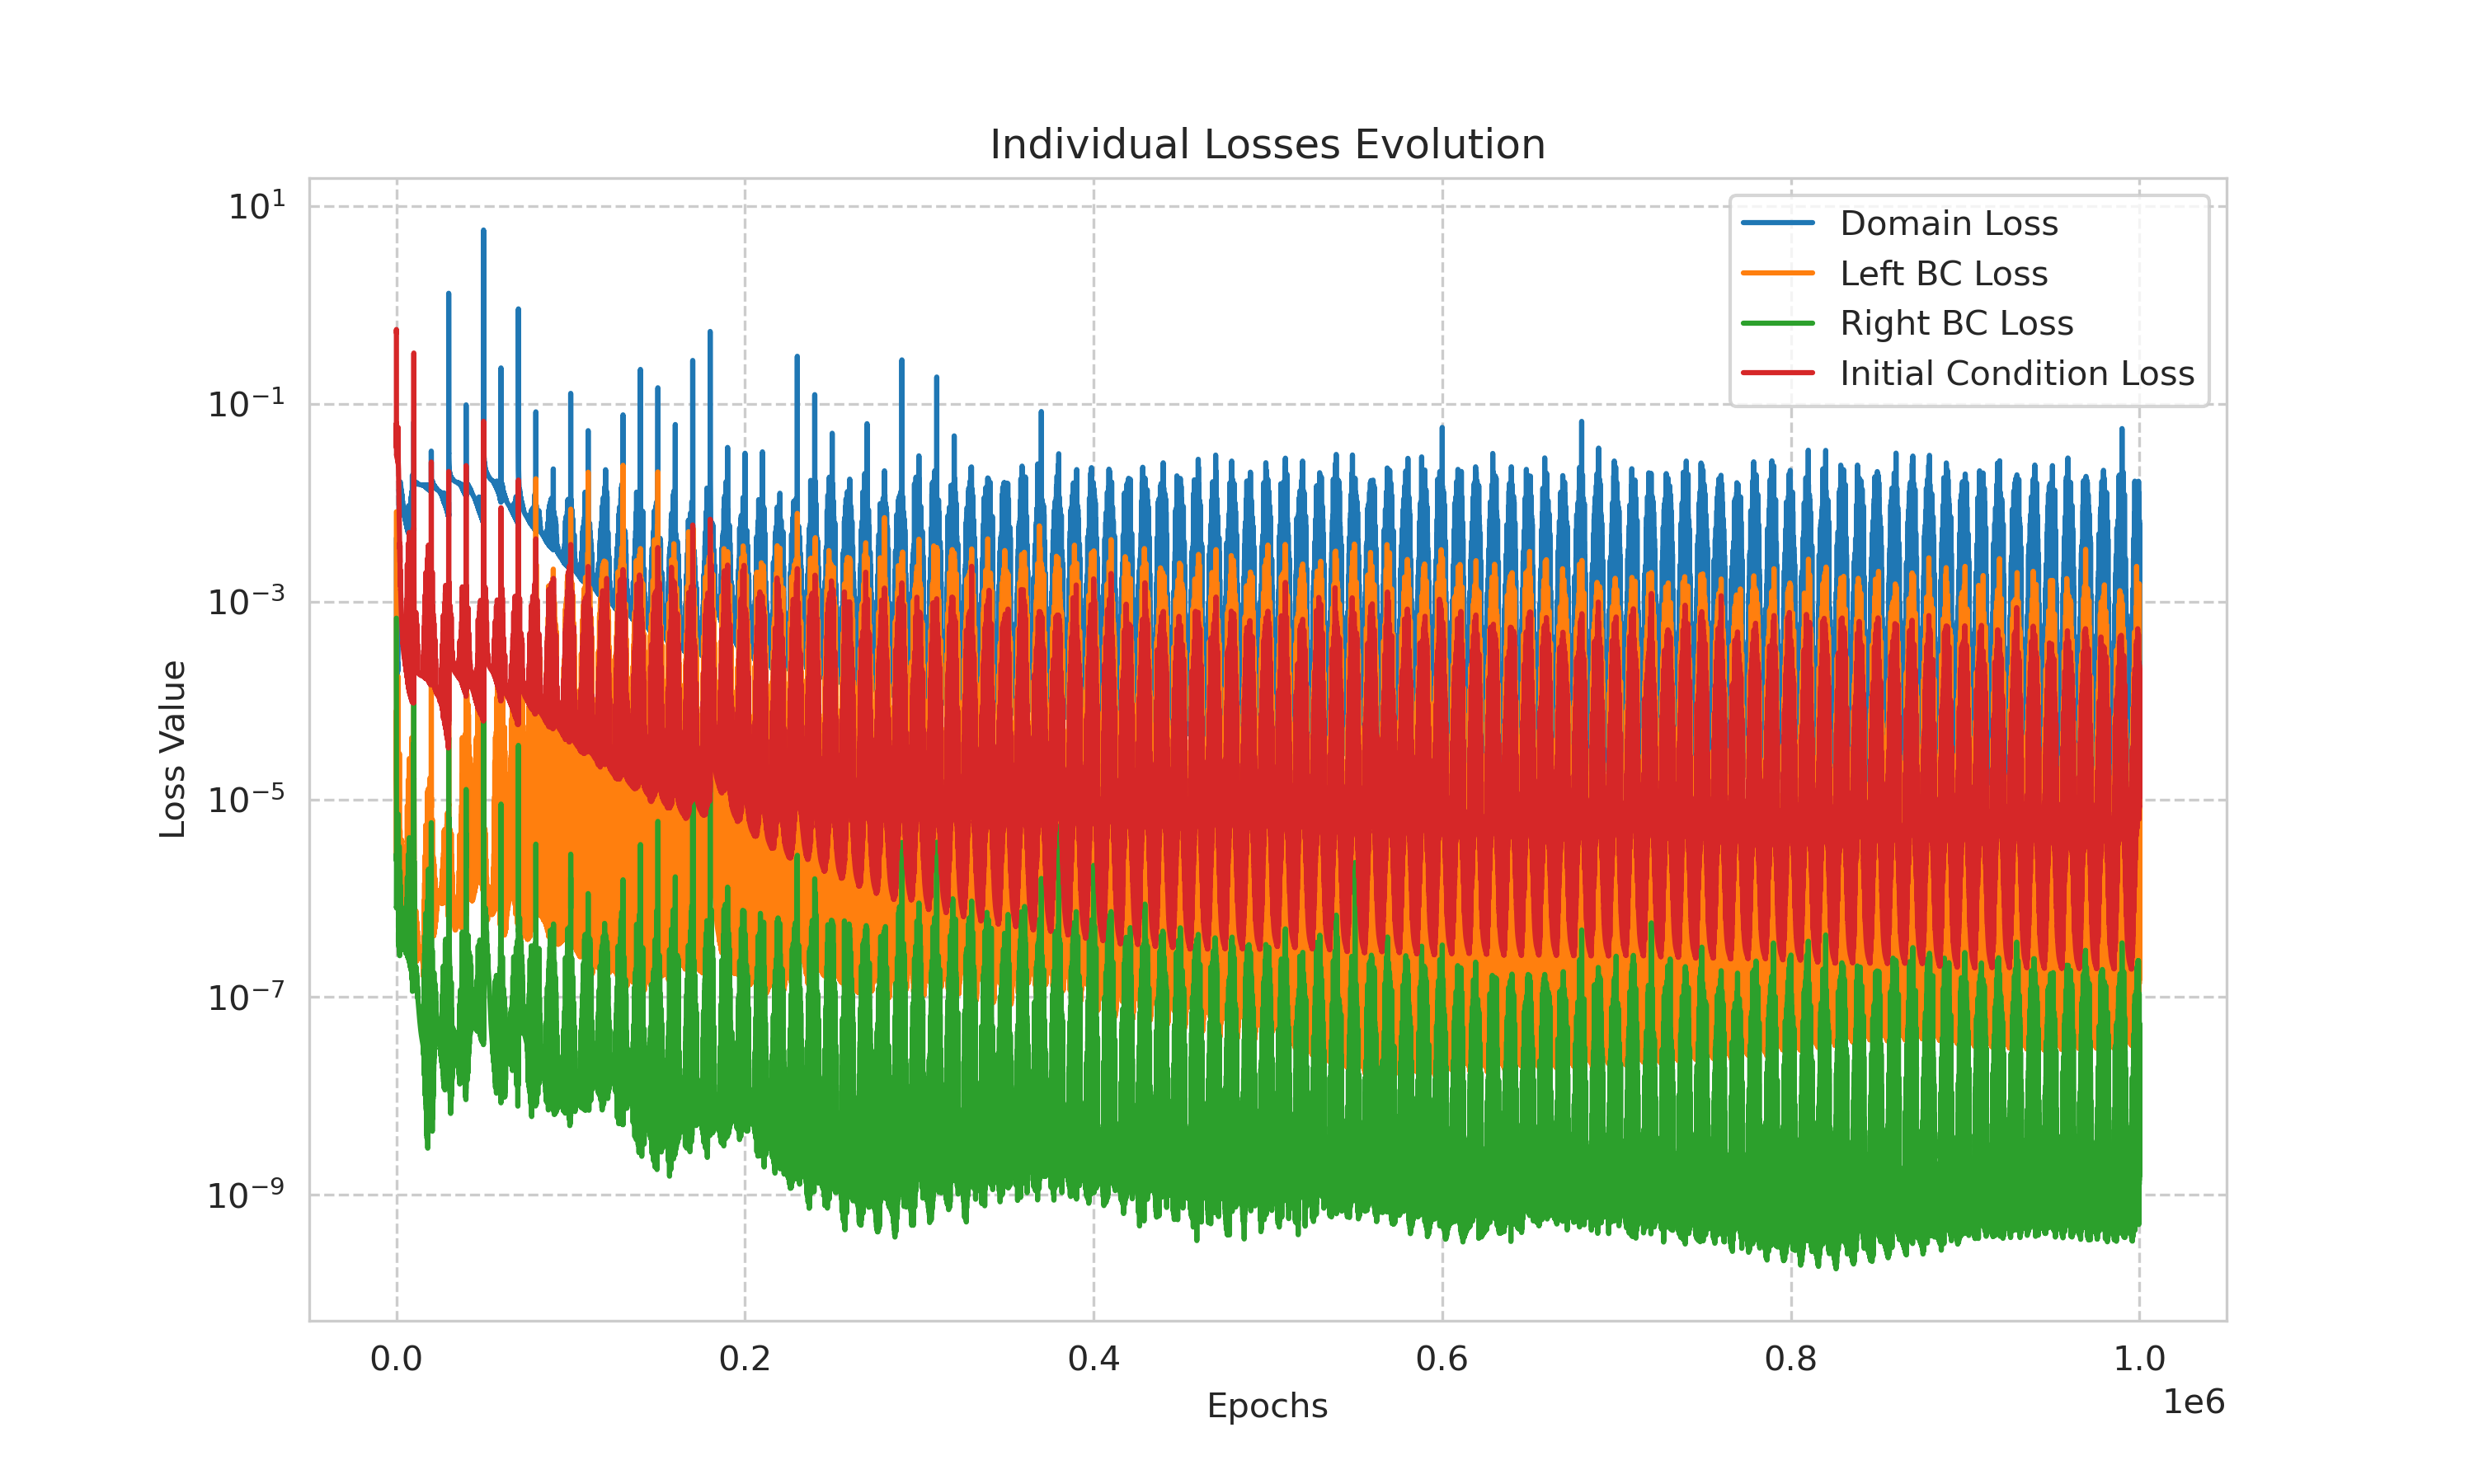 Individual Losses Evolution
Domain Loss
Left BC Loss
Right BC Loss
Initial Condition Loss
Loss Value
10¹
10⁻¹
10⁻³
10⁻⁵
10⁻⁷
10⁻⁹
0.0 0.2 0.4 0.6 0.8 1.0
1e6
Epochs